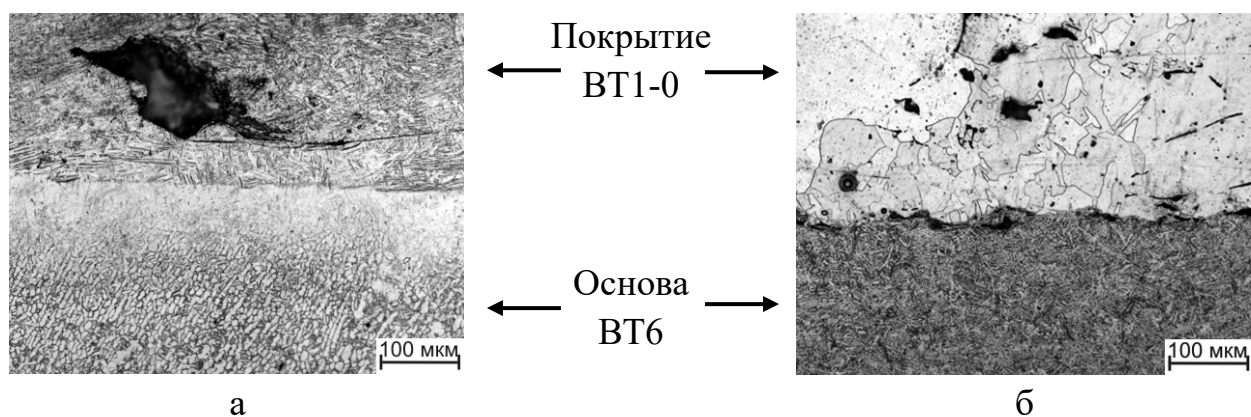 Покрытие
ВТ1-0
Основа
ВТ6
100 мкм
100 мкм
а
б